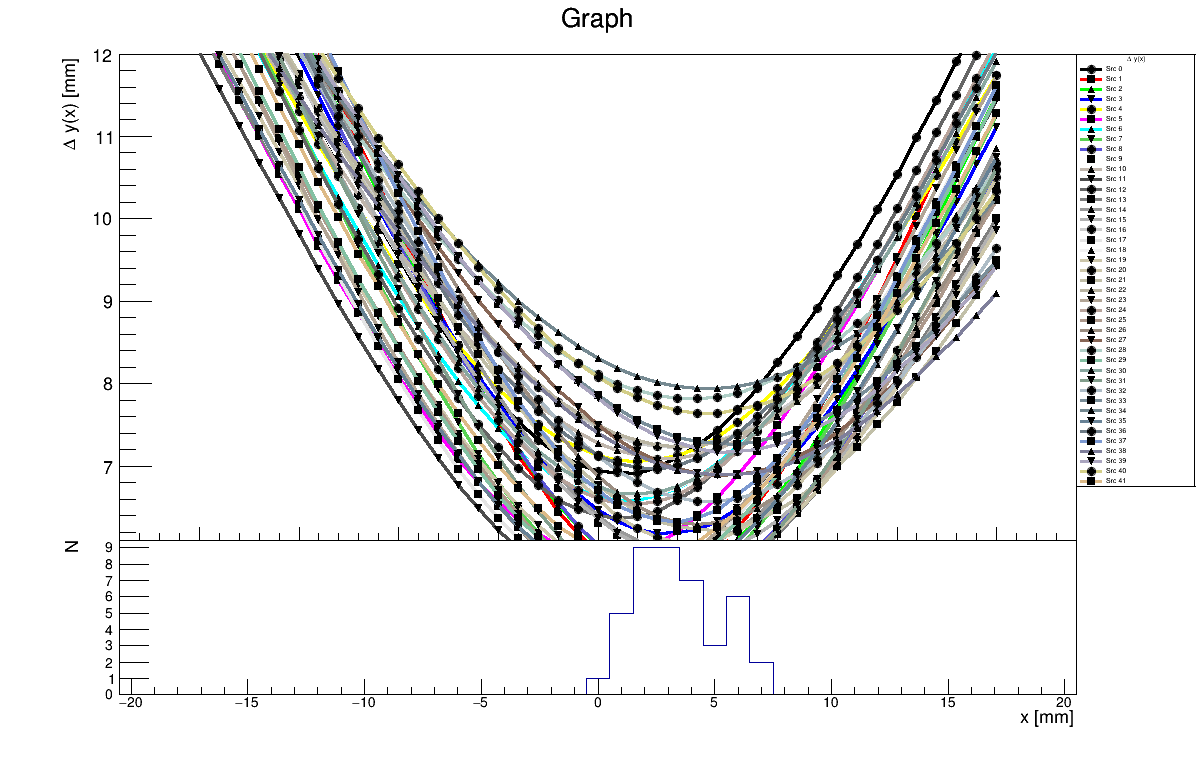 Graph
Δ y(x) [mm]
12
11
10
9
8
7
Δ y(x)
Src 0
Src 1
Src 2
Src 3
Src 4
Src 5
Src 6
Src 7
Src 8
Src 9
Src 10
Src 11
Src 12
Src 13
Src 14
Src 15
Src 16
Src 17
Src 18
Src 19
Src 20
Src 21
Src 22
Src 23
Src 24
Src 25
Src 26
Src 27
Src 28
Src 29
Src 30
Src 31
Src 32
Src 33
Src 34
Src 35
Src 36
Src 37
Src 38
Src 39
Src 40
Src 41
N
9
8
7
6
5
4
3
2
1
0
−20 −15 −10 −5 0 5 10 15 20
x [mm]